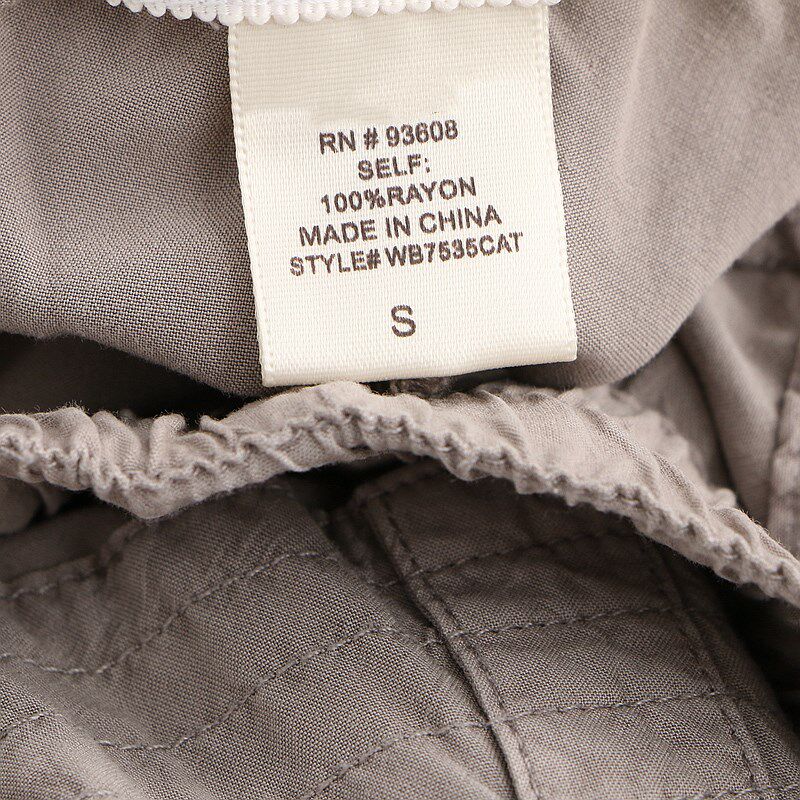 RN # 93608
SELF:
100%RAYON
MADE IN CHINA
STYLE# WB7535CAT
S